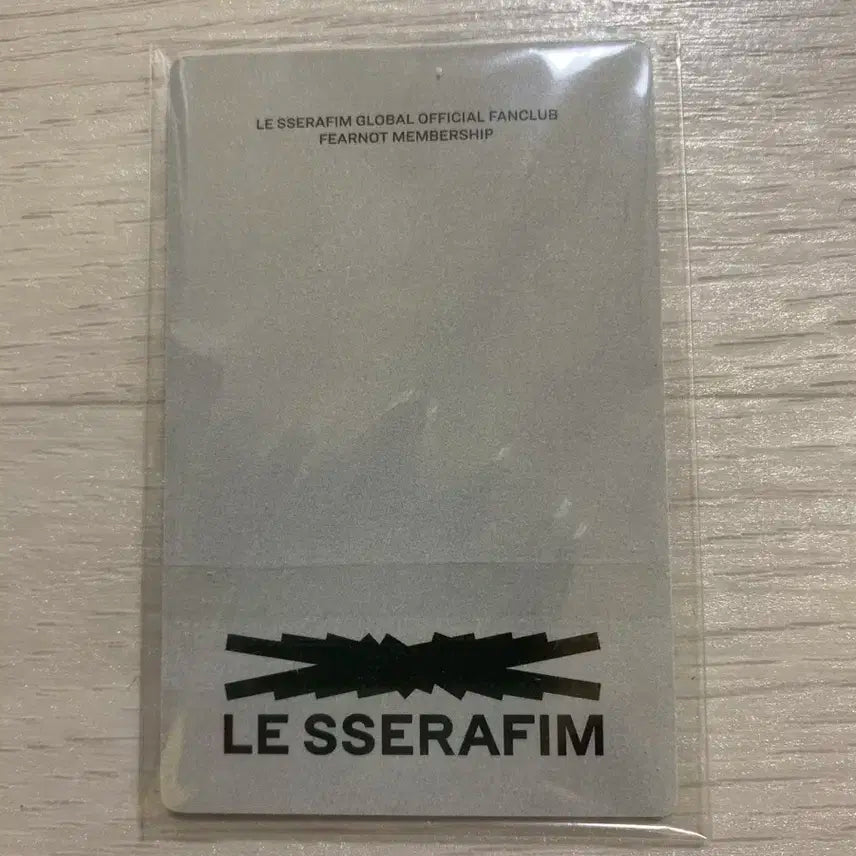 LE SSERAFIM GLOBAL OFFICIAL FANCLUB
FEARNOT MEMBERSHIP
LE SSERAFIM